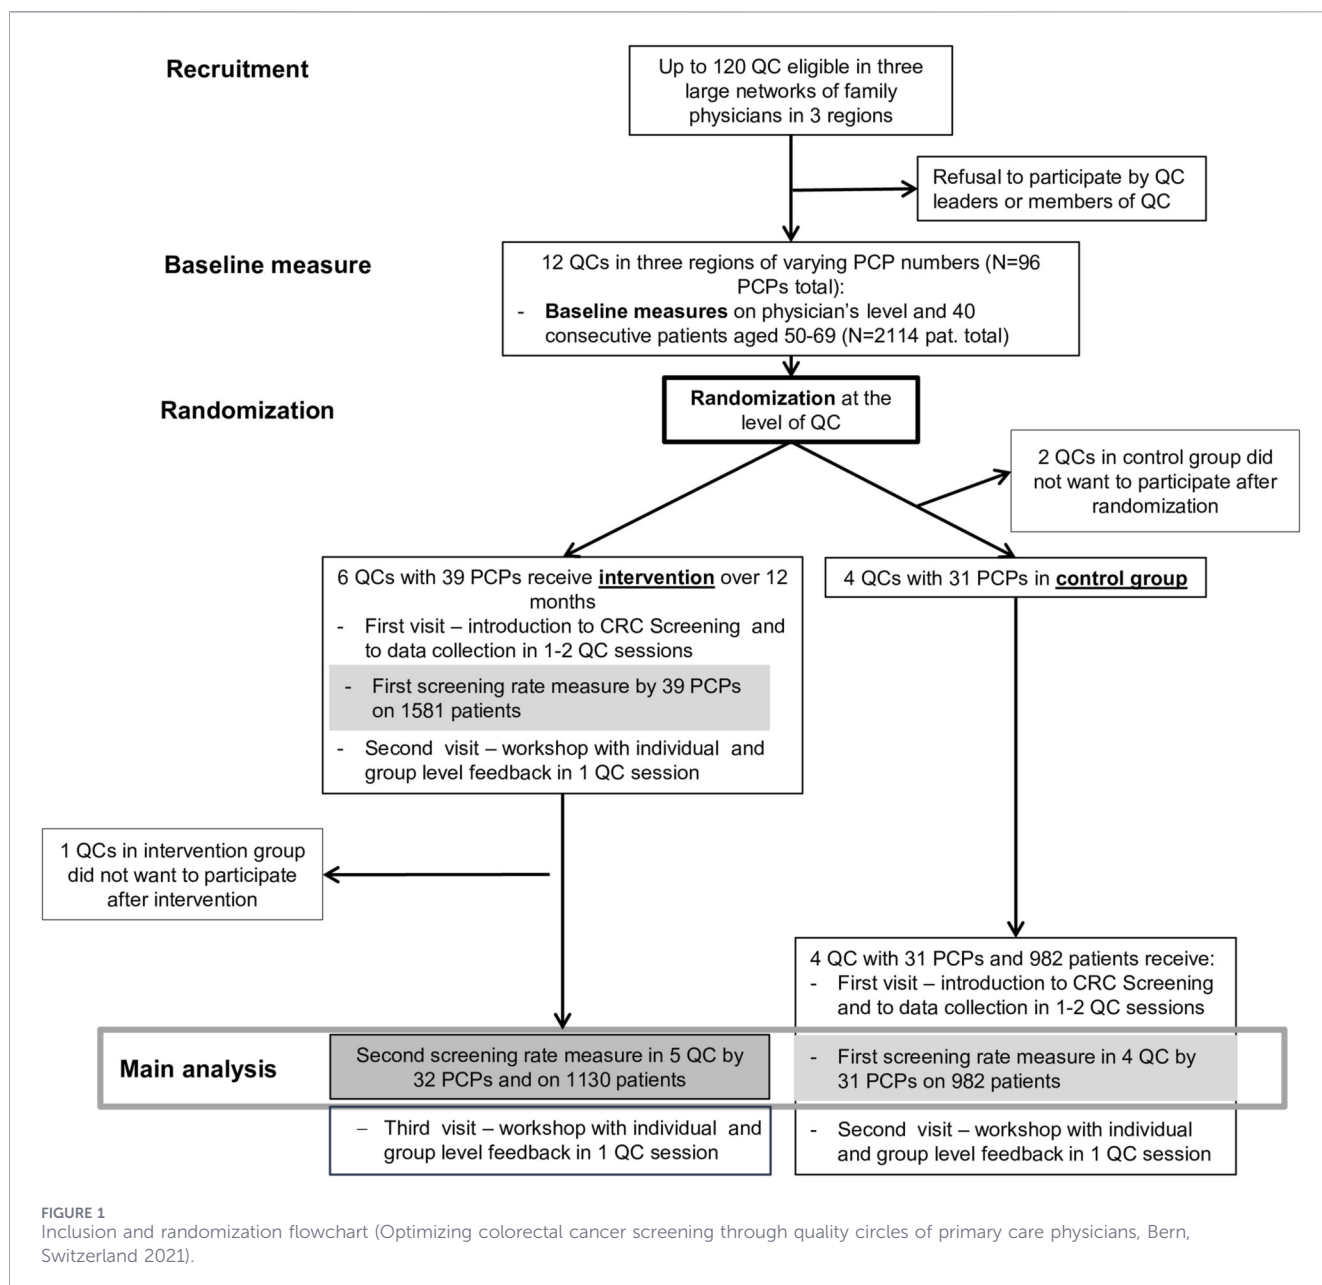 Recruitment
Up to 120 QC eligible in three
large networks of family
physicians in 3 regions
Refusal to participate by QC
leaders or members of QC
Baseline measure
12 QCs in three regions of varying PCP numbers (N=96
PCPs total):
- Baseline measures on physician's level and 40
consecutive patients aged 50-69 (N=2114 pat. total)
Randomization
Randomization at the
level of QC
2 QCs in control group did
not want to participate after
randomization
6 QCs with 39 PCPs receive intervention over 12
months
- First visit – introduction to CRC Screening and
to data collection in 1-2 QC sessions
- First screening rate measure by 39 PCPs
on 1581 patients
- Second visit – workshop with individual and
group level feedback in 1 QC session
4 QCs with 31 PCPs in control group
1 QCs in intervention group
did not want to participate
after intervention
4 QC with 31 PCPs and 982 patients receive:
- First visit – introduction to CRC Screening
and to data collection in 1-2 QC sessions
Main analysis
Second screening rate measure in 5 QC by
32 PCPs and on 1130 patients
- First screening rate measure in 4 QC by
31 PCPs on 982 patients
– Third visit – workshop with individual and
group level feedback in 1 QC session
- Second visit – workshop with individual
and group level feedback in 1 QC session
FIGURE 1
Inclusion and randomization flowchart (Optimizing colorectal cancer screening through quality circles of primary care physicians, Bern,
Switzerland 2021).